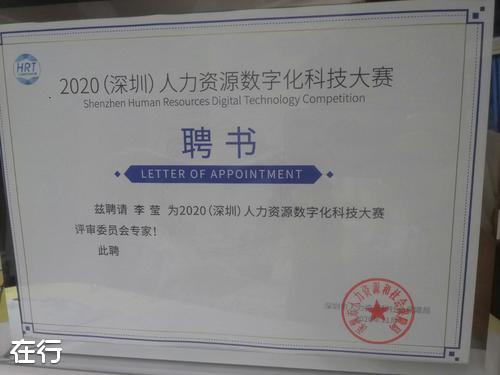 HRT
2020(深圳)人力资源数字化科技大赛
Shenzhen Human Resources Digital Technology Competition
聘书
LETTER OF APPOINTMENT
兹聘请 李莹 为2020(深圳)人力资源数字化科技大赛
评审委员会专家!
此聘
在行